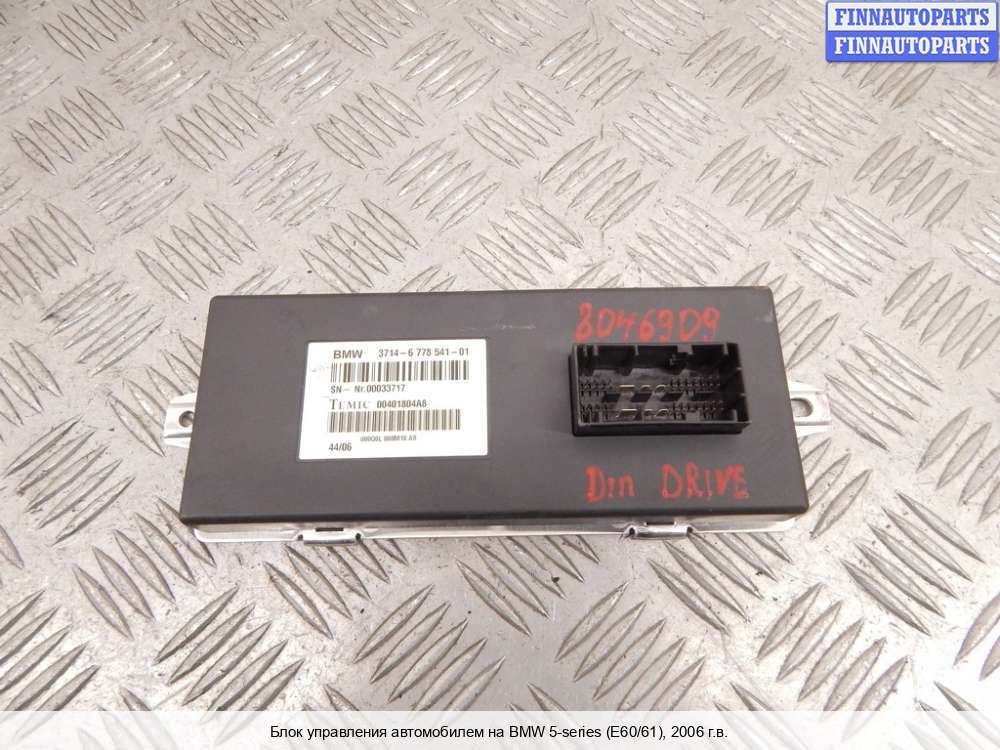 FINNAUTOPARTS
FINNAUTOPARTS
8046909
BMW 3714-6 778 541-01
SN- Nr.00033717
TEMIC 00401804A8
44/06
Din DRIVE
Блок управления автомобилем на BMW 5-series (E60/61), 2006 г.в.